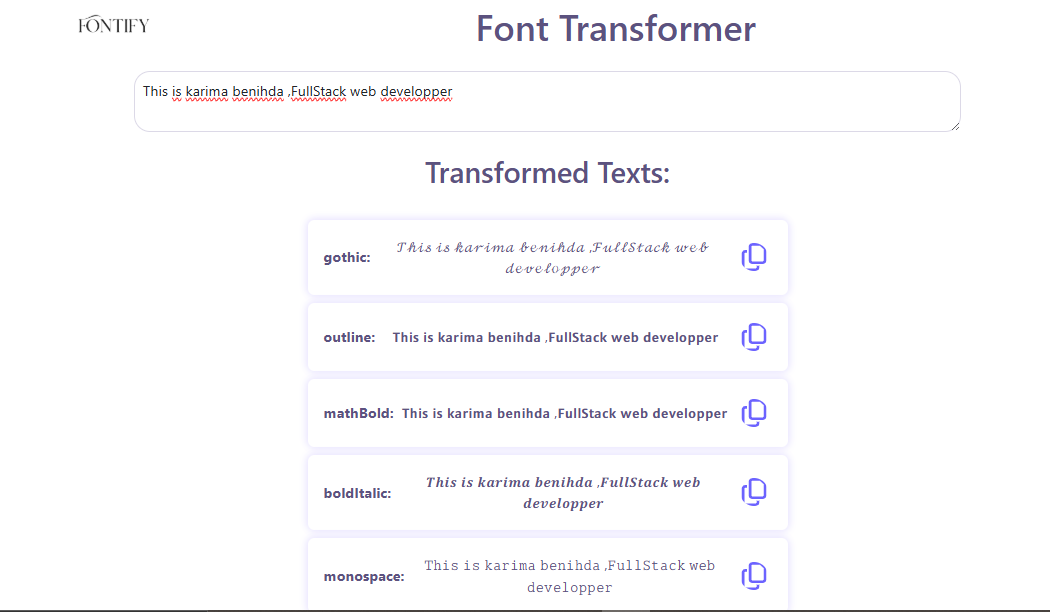 FONTIFY
Font Transformer
This is karima benihda ,FullStack web developper
Transformed Texts:
gothic:
𝓣𝓱𝓲𝓼 𝓲𝓼 𝓴𝓪𝓻𝓲𝓶𝓪 𝓫𝓮𝓷𝓲𝓱𝓭𝓪 ,𝓕𝓾𝓵𝓵𝓢𝓽𝓪𝓬𝓴 𝔀𝓮𝓫
𝓭𝓮𝓿𝓮𝓵𝓸𝓹𝓹𝓮𝓻
outline: 𝗧𝗵𝗶𝘀 𝗶𝘀 𝗸𝗮𝗿𝗶𝗺𝗮 𝗯𝗲𝗻𝗶𝗵𝗱𝗮 ,𝗙𝘂𝗹𝗹𝗦𝘁𝗮𝗰𝗸 𝘄𝗲𝗯 𝗱𝗲𝘃𝗲𝗹𝗼𝗽𝗽𝗲𝗿
mathBold: 𝗧𝗵𝗶𝘀 𝗶𝘀 𝗸𝗮𝗿𝗶𝗺𝗮 𝗯𝗲𝗻𝗶𝗵𝗱𝗮 ,𝗙𝘂𝗹𝗹𝗦𝘁𝗮𝗰𝗸 𝘄𝗲𝗯 𝗱𝗲𝘃𝗲𝗹𝗼𝗽𝗽𝗲𝗿
boldItalic:
𝑻𝒉𝒊𝒔 𝒊𝒔 𝒌𝒂𝒓𝒊𝒎𝒂 𝒃𝒆𝒏𝒊𝒉𝒅𝒂 ,𝑭𝒖𝒍𝒍𝑺𝒕𝒂𝒄𝒌 𝒘𝒆𝒃
𝒅𝒆𝒗𝒆𝒍𝒐𝒑𝒑𝒆𝒓
monospace:
𝚃𝚑𝚒𝚜 𝚒𝚜 𝚔𝚊𝚛𝚒𝚖𝚊 𝚋𝚎𝚗𝚒𝚑𝚍𝚊 ,𝙵𝚞𝚕𝚕𝚂𝚝𝚊𝚌𝚔 𝚠𝚎𝚋
𝚍𝚎𝚟𝚎𝚕𝚘𝚙𝚙𝚎𝚛